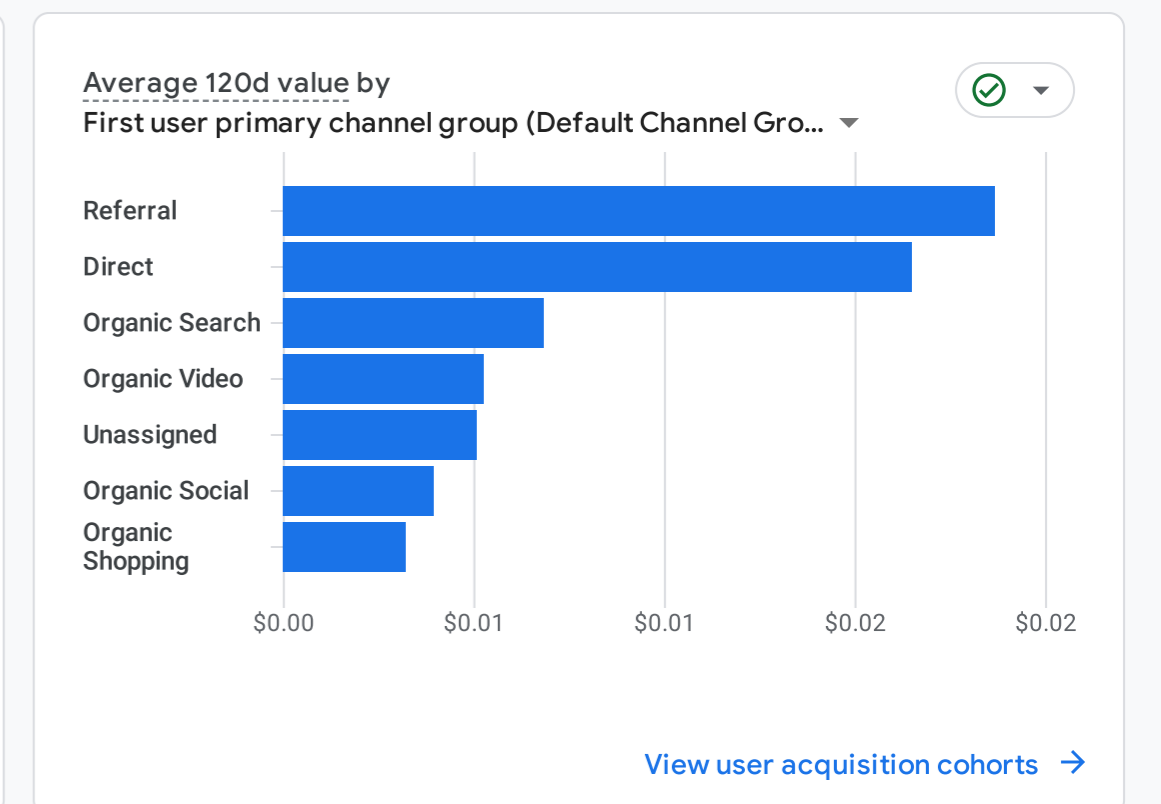 Average 120d value by
First user primary channel group (Default Channel Gro...
Referral
Direct
Organic Search
Organic Video
Unassigned
Organic Social
Organic
Shopping
$0.00 $0.01 $0.01 $0.02 $0.02
View user acquisition cohorts